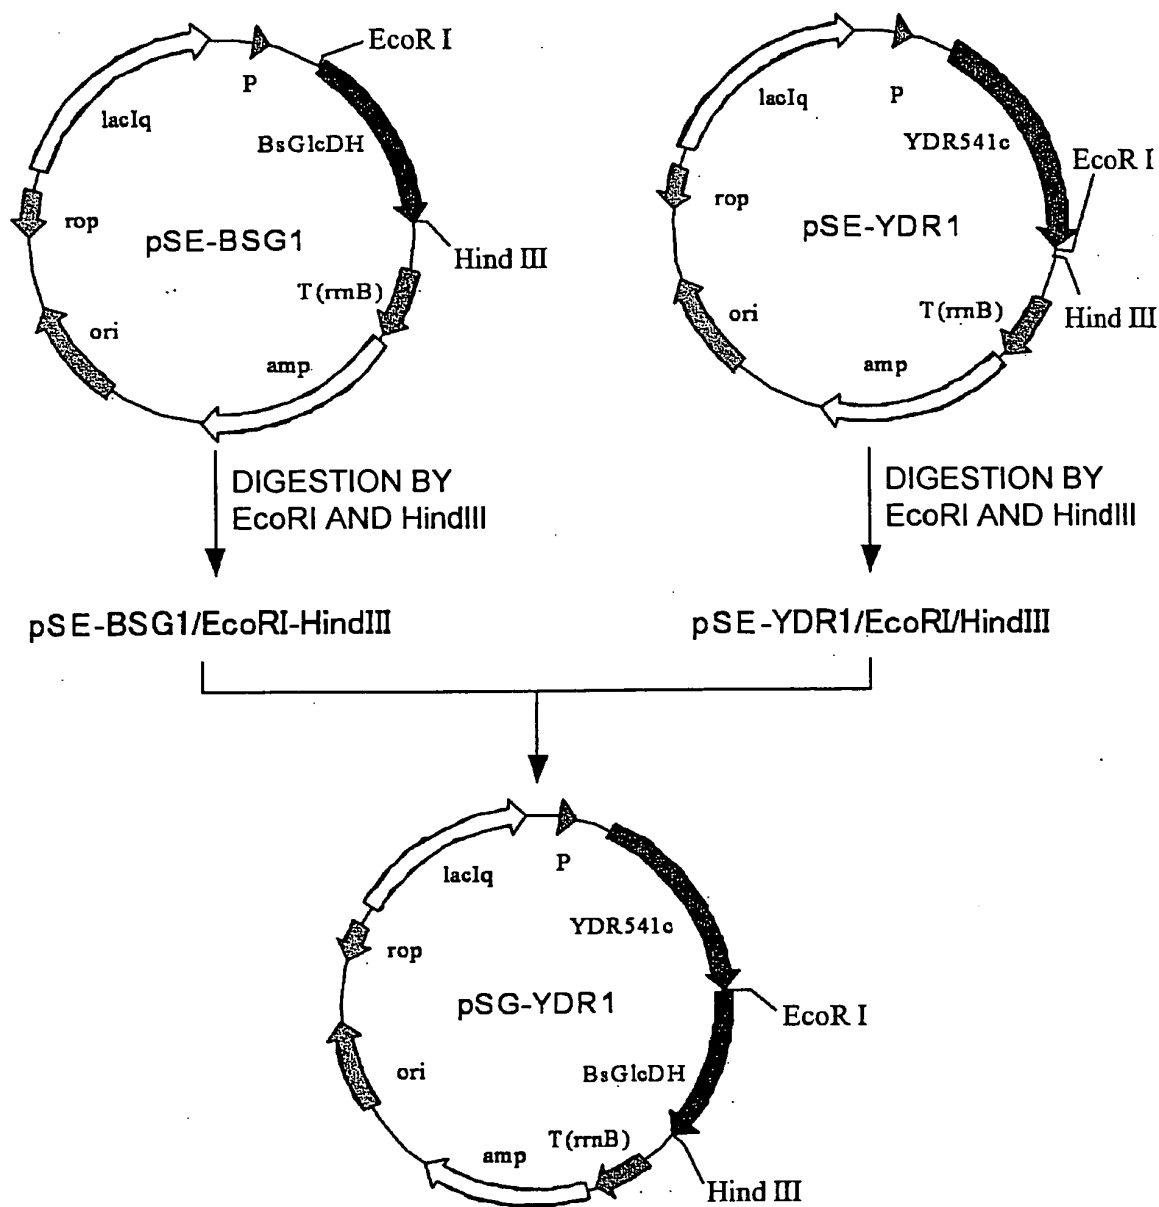 EcoR I
P
lacIq
BsGlcDH
rop
pSE-BSG1
Hind III
T(rrnB)
ori
amp
P
lacIq
YDR541c
EcoR I
rop
pSE-YDR1
T(rrnB)
Hind III
ori
amp
DIGESTION BY
EcoRI AND HindIII
DIGESTION BY
EcoRI AND HindIII
pSE-BSG1/EcoRI-HindIII
pSE-YDR1/EcoRI/HindIII
P
lacIq
YDR541c
rop
pSG-YDR1
EcoR I
ori
BsGlcDH
T(rrnB)
amp
Hind III